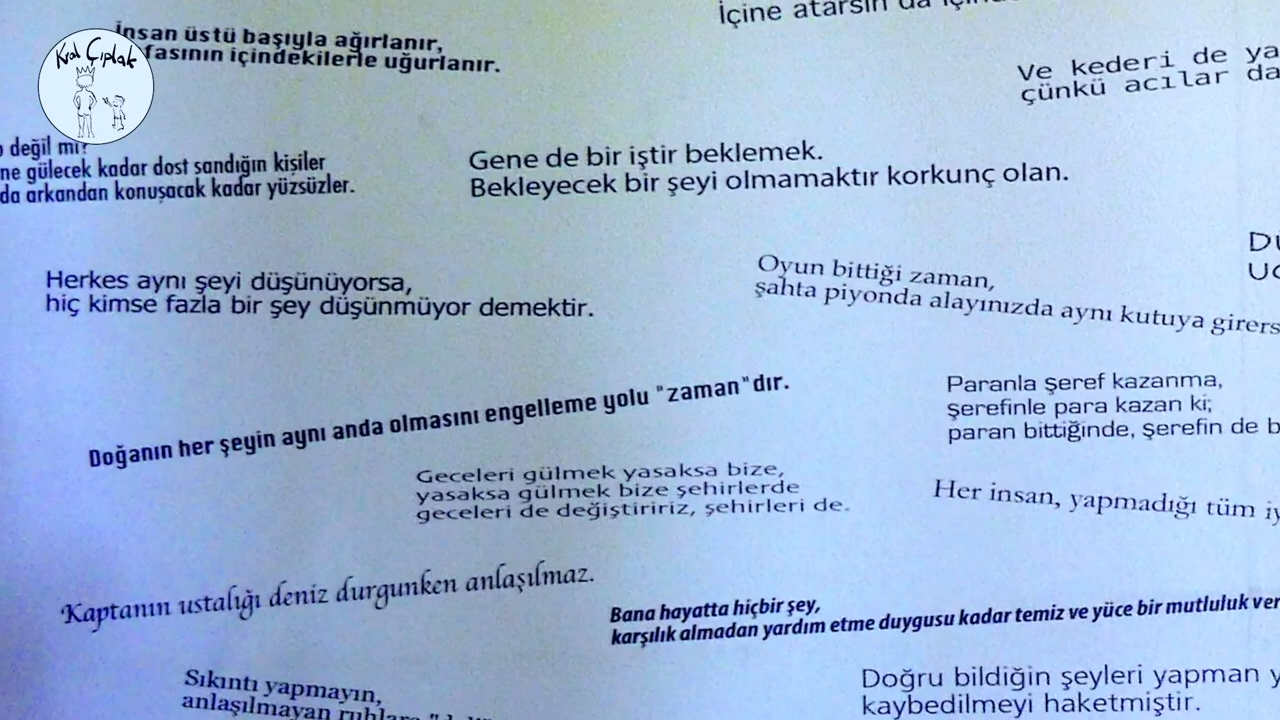 İçine atarsın da
insan üstü başıyla ağırlanır,
fasının içindekilerle uğurlanır.
Kral Çıplak
Ve kederi de ya
çünkü acılar da
değil mi?
ne gülecek kadar dost sandığın kişiler
da arkandan konuşacak kadar yüzsüzler.
Gene de bir iştir beklemek.
Bekleyecek bir şeyi olmamaktır korkunç olan.
Herkes aynı şeyi düşünüyorsa,
hiç kimse fazla bir şey düşünmüyor demektir.
Oyun bittiği zaman,
şahta piyonda alayınızda aynı kutuya girers
Doğanın her şeyin aynı anda olmasını engelleme yolu "zaman"dır.
Paranla şeref kazanma,
şerefinle para kazan ki;
paran bittiğinde, şerefin de b
Geceleri gülmek yasaksa bize,
yasaksa gülmek bize şehirlerde
geceleri de değiştiririz, şehirleri de.
Her insan, yapmadığı tüm iy
Kaptanın ustalığı deniz durgunken anlaşılmaz.
Bana hayatta hiçbir şey,
karşılık almadan yardım etme duygusu kadar temiz ve yüce bir mutluluk ver
Sıkıntı yapmayın,
anlaşılmayan
Doğru bildiğin şeyleri yapman y
kaybedilmeyi haketmiştir.